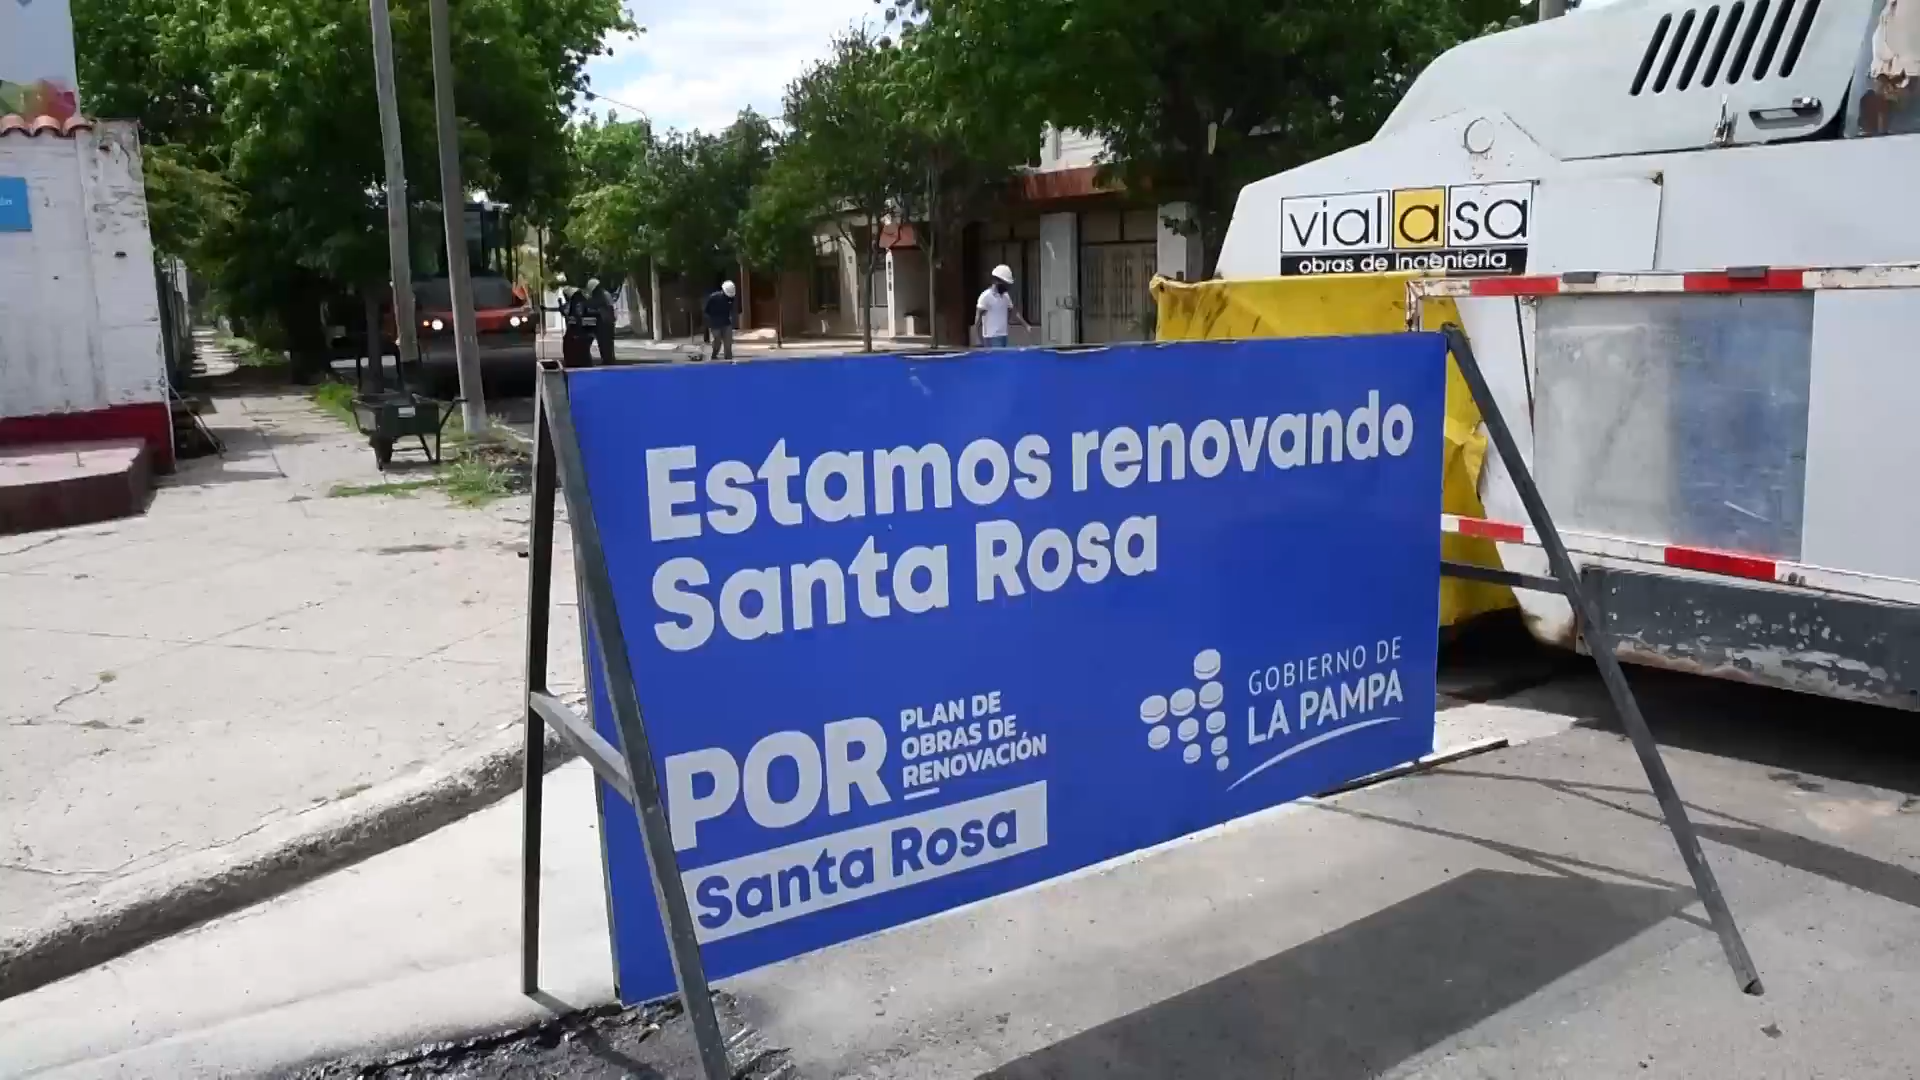 vialasa
obras de ingenieria
Estamos renovando
Santa Rosa
POR
PLAN DE
OBRAS DE
RENOVACIÓN
Santa Rosa
GOBIERNO DE
LA PAMPA